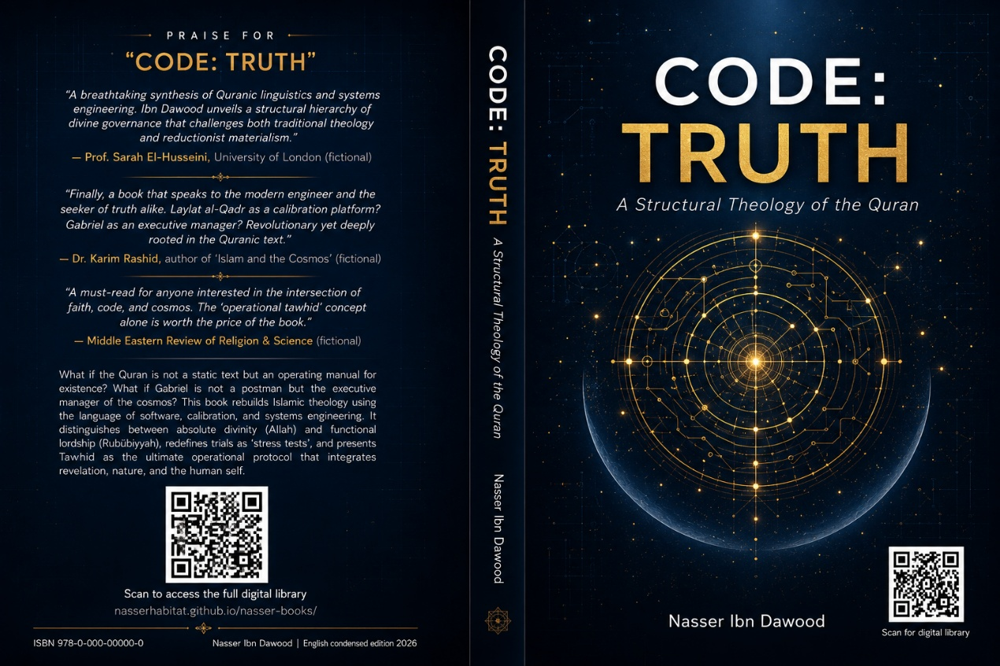 PRAISE FOR
“CODE: TRUTH”
“A breathtaking synthesis of Quranic linguistics and systems
engineering. Ibn Dawood unveils a structural hierarchy of
divine governance that challenges both traditional theology
and reductionist materialism.”
— Prof. Sarah El-Husseini, University of London (fictional)
“Finally, a book that speaks to the modern engineer and the
seeker of truth alike. Laylat al-Qadr as a calibration platform?
Gabriel as an executive manager? Revolutionary yet deeply
rooted in the Quranic text.”
— Dr. Karim Rashid, author of ‘Islam and the Cosmos’ (fictional)
“A must-read for anyone interested in the intersection of
faith, code, and cosmos. The ‘operational tawhid’ concept
alone is worth the price of the book.”
— Middle Eastern Review of Religion & Science (fictional)
What if the Quran is not a static text but an operating manual for
existence? What if Gabriel is not a postman but the executive
manager of the cosmos? This book rebuilds Islamic theology using
the language of software, calibration, and systems engineering. It
distinguishes between absolute divinity (Allah) and functional
lordship (Rubūbiyyah), redefines trials as ‘stress tests’, and presents
Tawhid as the ultimate operational protocol that integrates
revelation, nature, and the human self.
Scan to access the full digital library
nasserhabitat.github.io/nasser-books/
ISBN 978-0-000-00000-0
Nasser Ibn Dawood | English condensed edition 2026
CODE: TRUTH A Structural Theology of the Quran Nasser Ibn Dawood
CODE:
TRUTH
A Structural Theology of the Quran
Nasser Ibn Dawood
Scan for digital library